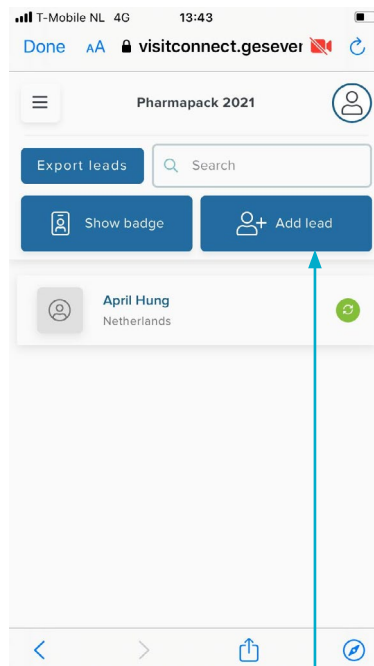 T-Mobile NL 4G 13:43
Done AA visitconnect.gesever
Pharmapack 2021
Export leads Search
Show badge Add lead
April Hung
Netherlands